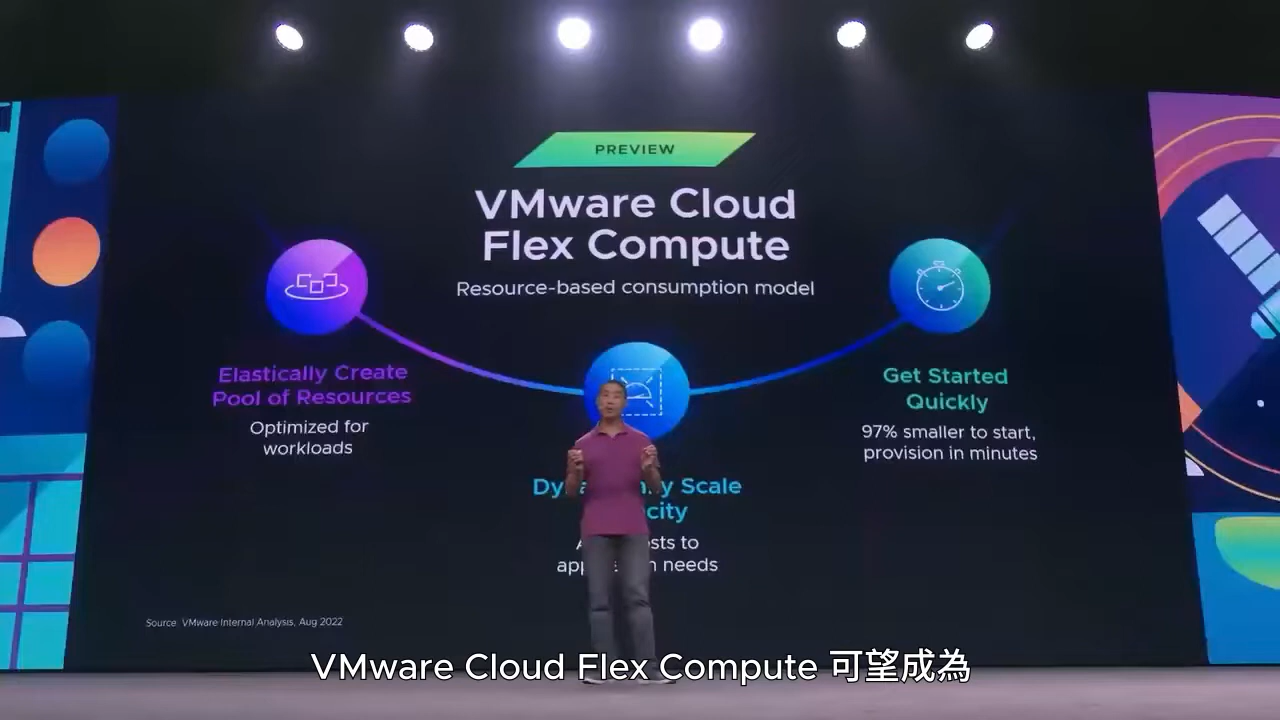 PREVIEW
VMware Cloud
Flex Compute
Resource-based consumption model
Elastically Create
Pool of Resources
Optimized for
workloads
Scale
to
needs
Get Started
Quickly
97% smaller to start,
provision in minutes
Source: VMware Internal Analysis, Aug 2022
VMware Cloud Flex Compute 可望成為